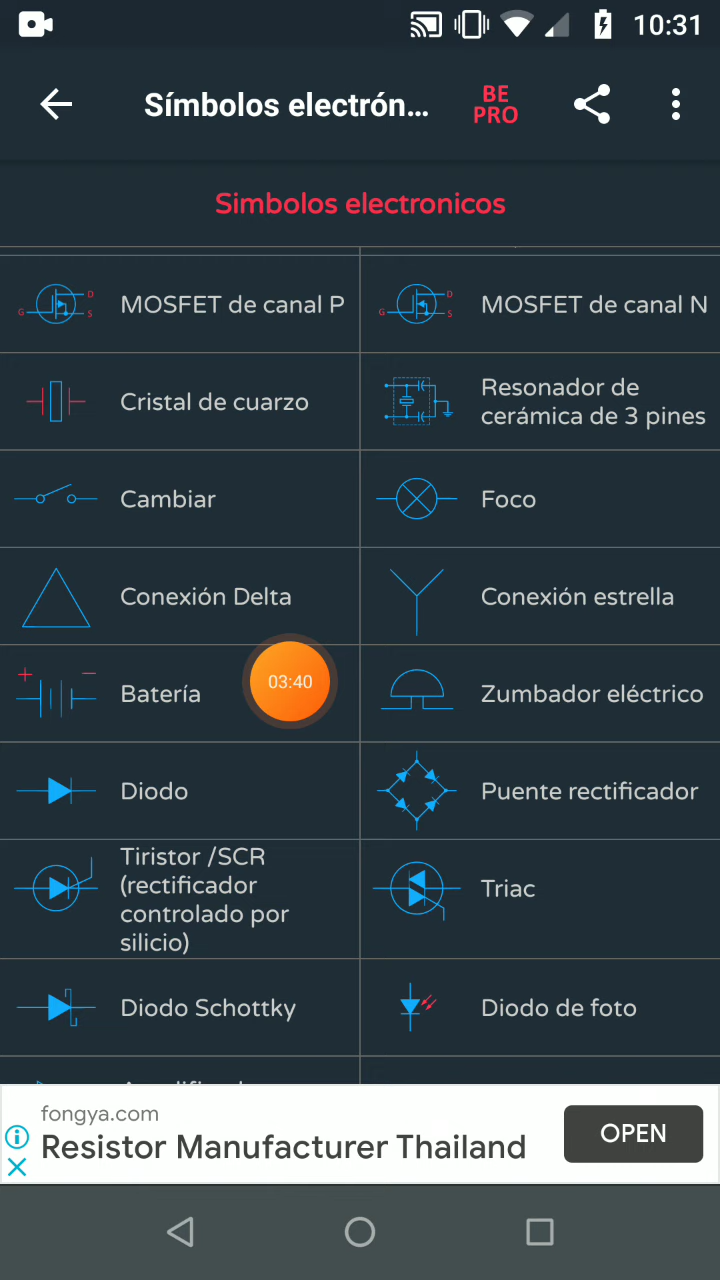 10:31
Símbolos electrón...
BE
PRO
Simbolos electronicos
G D S
MOSFET de canal P
G D S
MOSFET de canal N
Cristal de cuarzo
Resonador de
cerámica de 3 pines
Cambiar
Foco
Conexión Delta
Conexión estrella
+ −
Batería
03:40
Zumbador eléctrico
Diodo
Puente rectificador
Tiristor /SCR
(rectificador
controlado por
silicio)
Triac
Diodo Schottky
Diodo de foto
fongya.com
Resistor Manufacturer Thailand
OPEN